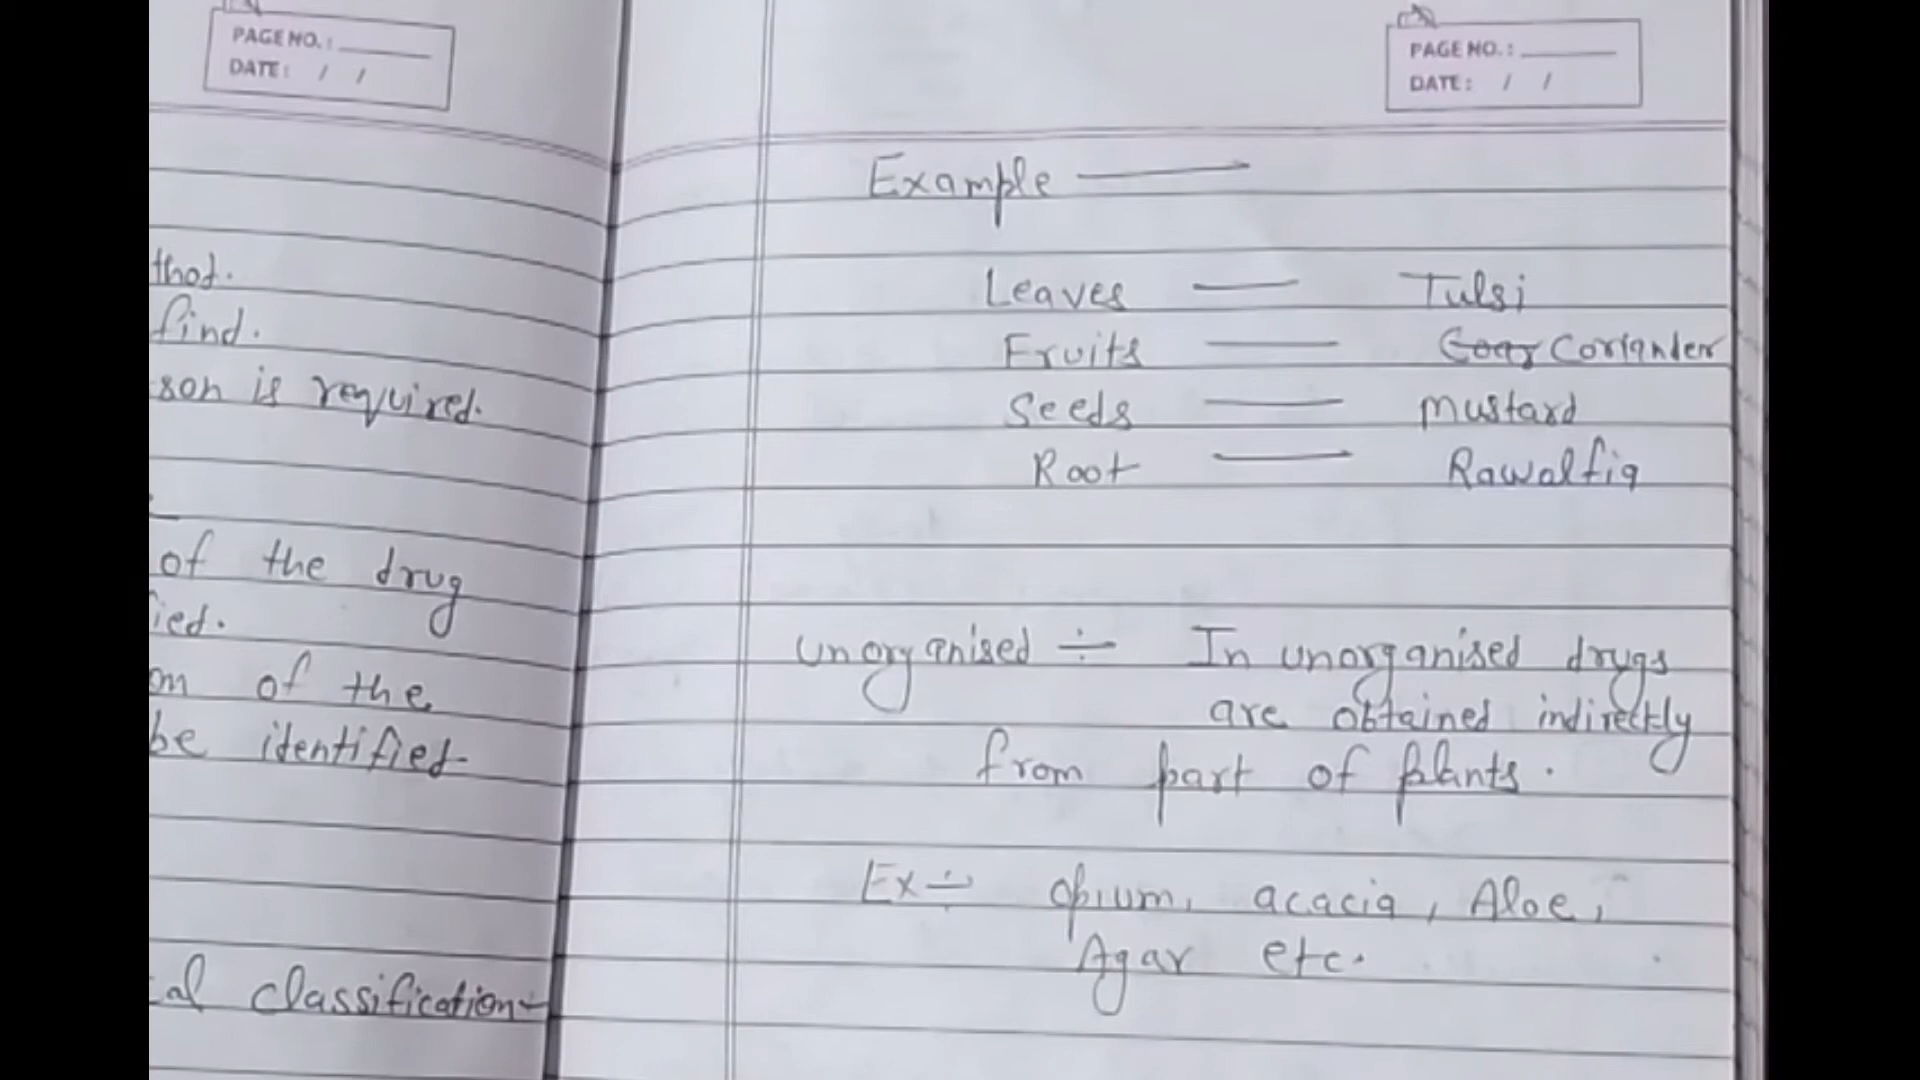 PAGE NO.:
DATE: / /
thod.
find.
son is required.
of the drug
ied.
on of the
be identified-
al classification-
PAGE NO.:
DATE: / /
Example →
Leaves — Tulsi
Fruits — Coar Coriander
Seeds — Mustard
Root — Rawalfia
unorganised ÷ In unorganised drugs
are obtained indirectly
from part of plants.
Ex ÷ opium, acacia, Aloe,
Agar etc.